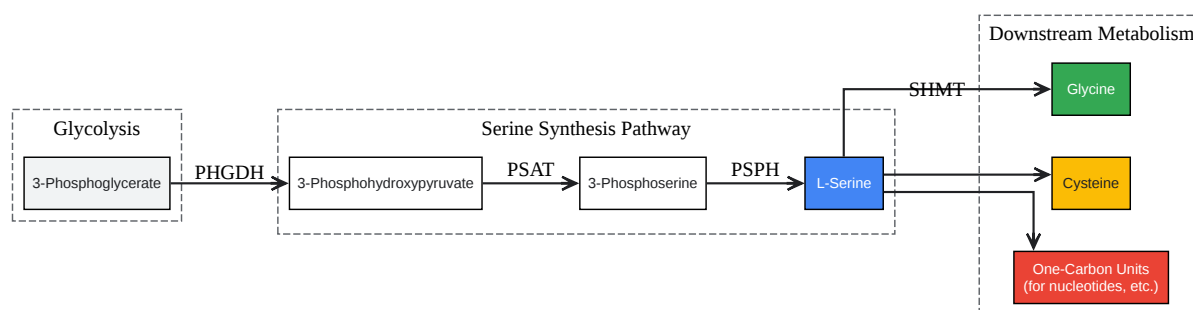 Downstream Metabolism
SHMT
Glycine
Glycolysis
Serine Synthesis Pathway
3-Phosphoglycerate
PHGDH
3-Phosphohydroxypyruvate
PSAT
3-Phosphoserine
PSPH
L-Serine
Cysteine
One-Carbon Units
(for nucleotides, etc.)